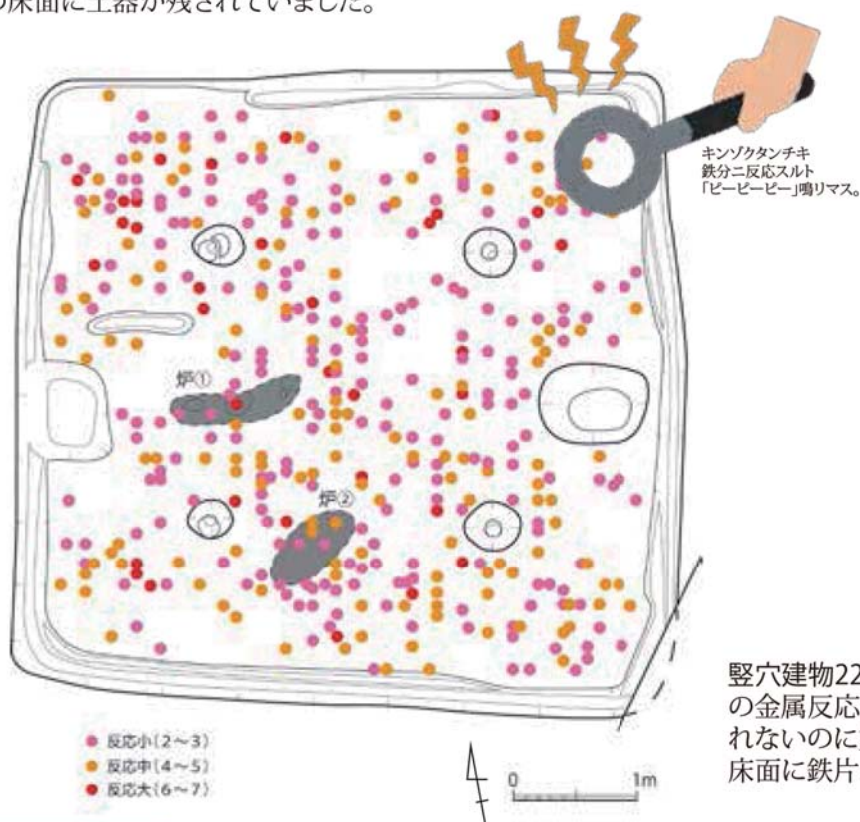 床面に土器が残されていました。
キンゾクタンチキ
鉄分ニ反応スルト
「ピーピーピー」鳴リマス。
炉①
炉②
竪穴建物22
の金属反応
れないのに
床面に鉄片
反応小(2～3)
反応中(4～5)
反応大(6～7)
0 1m